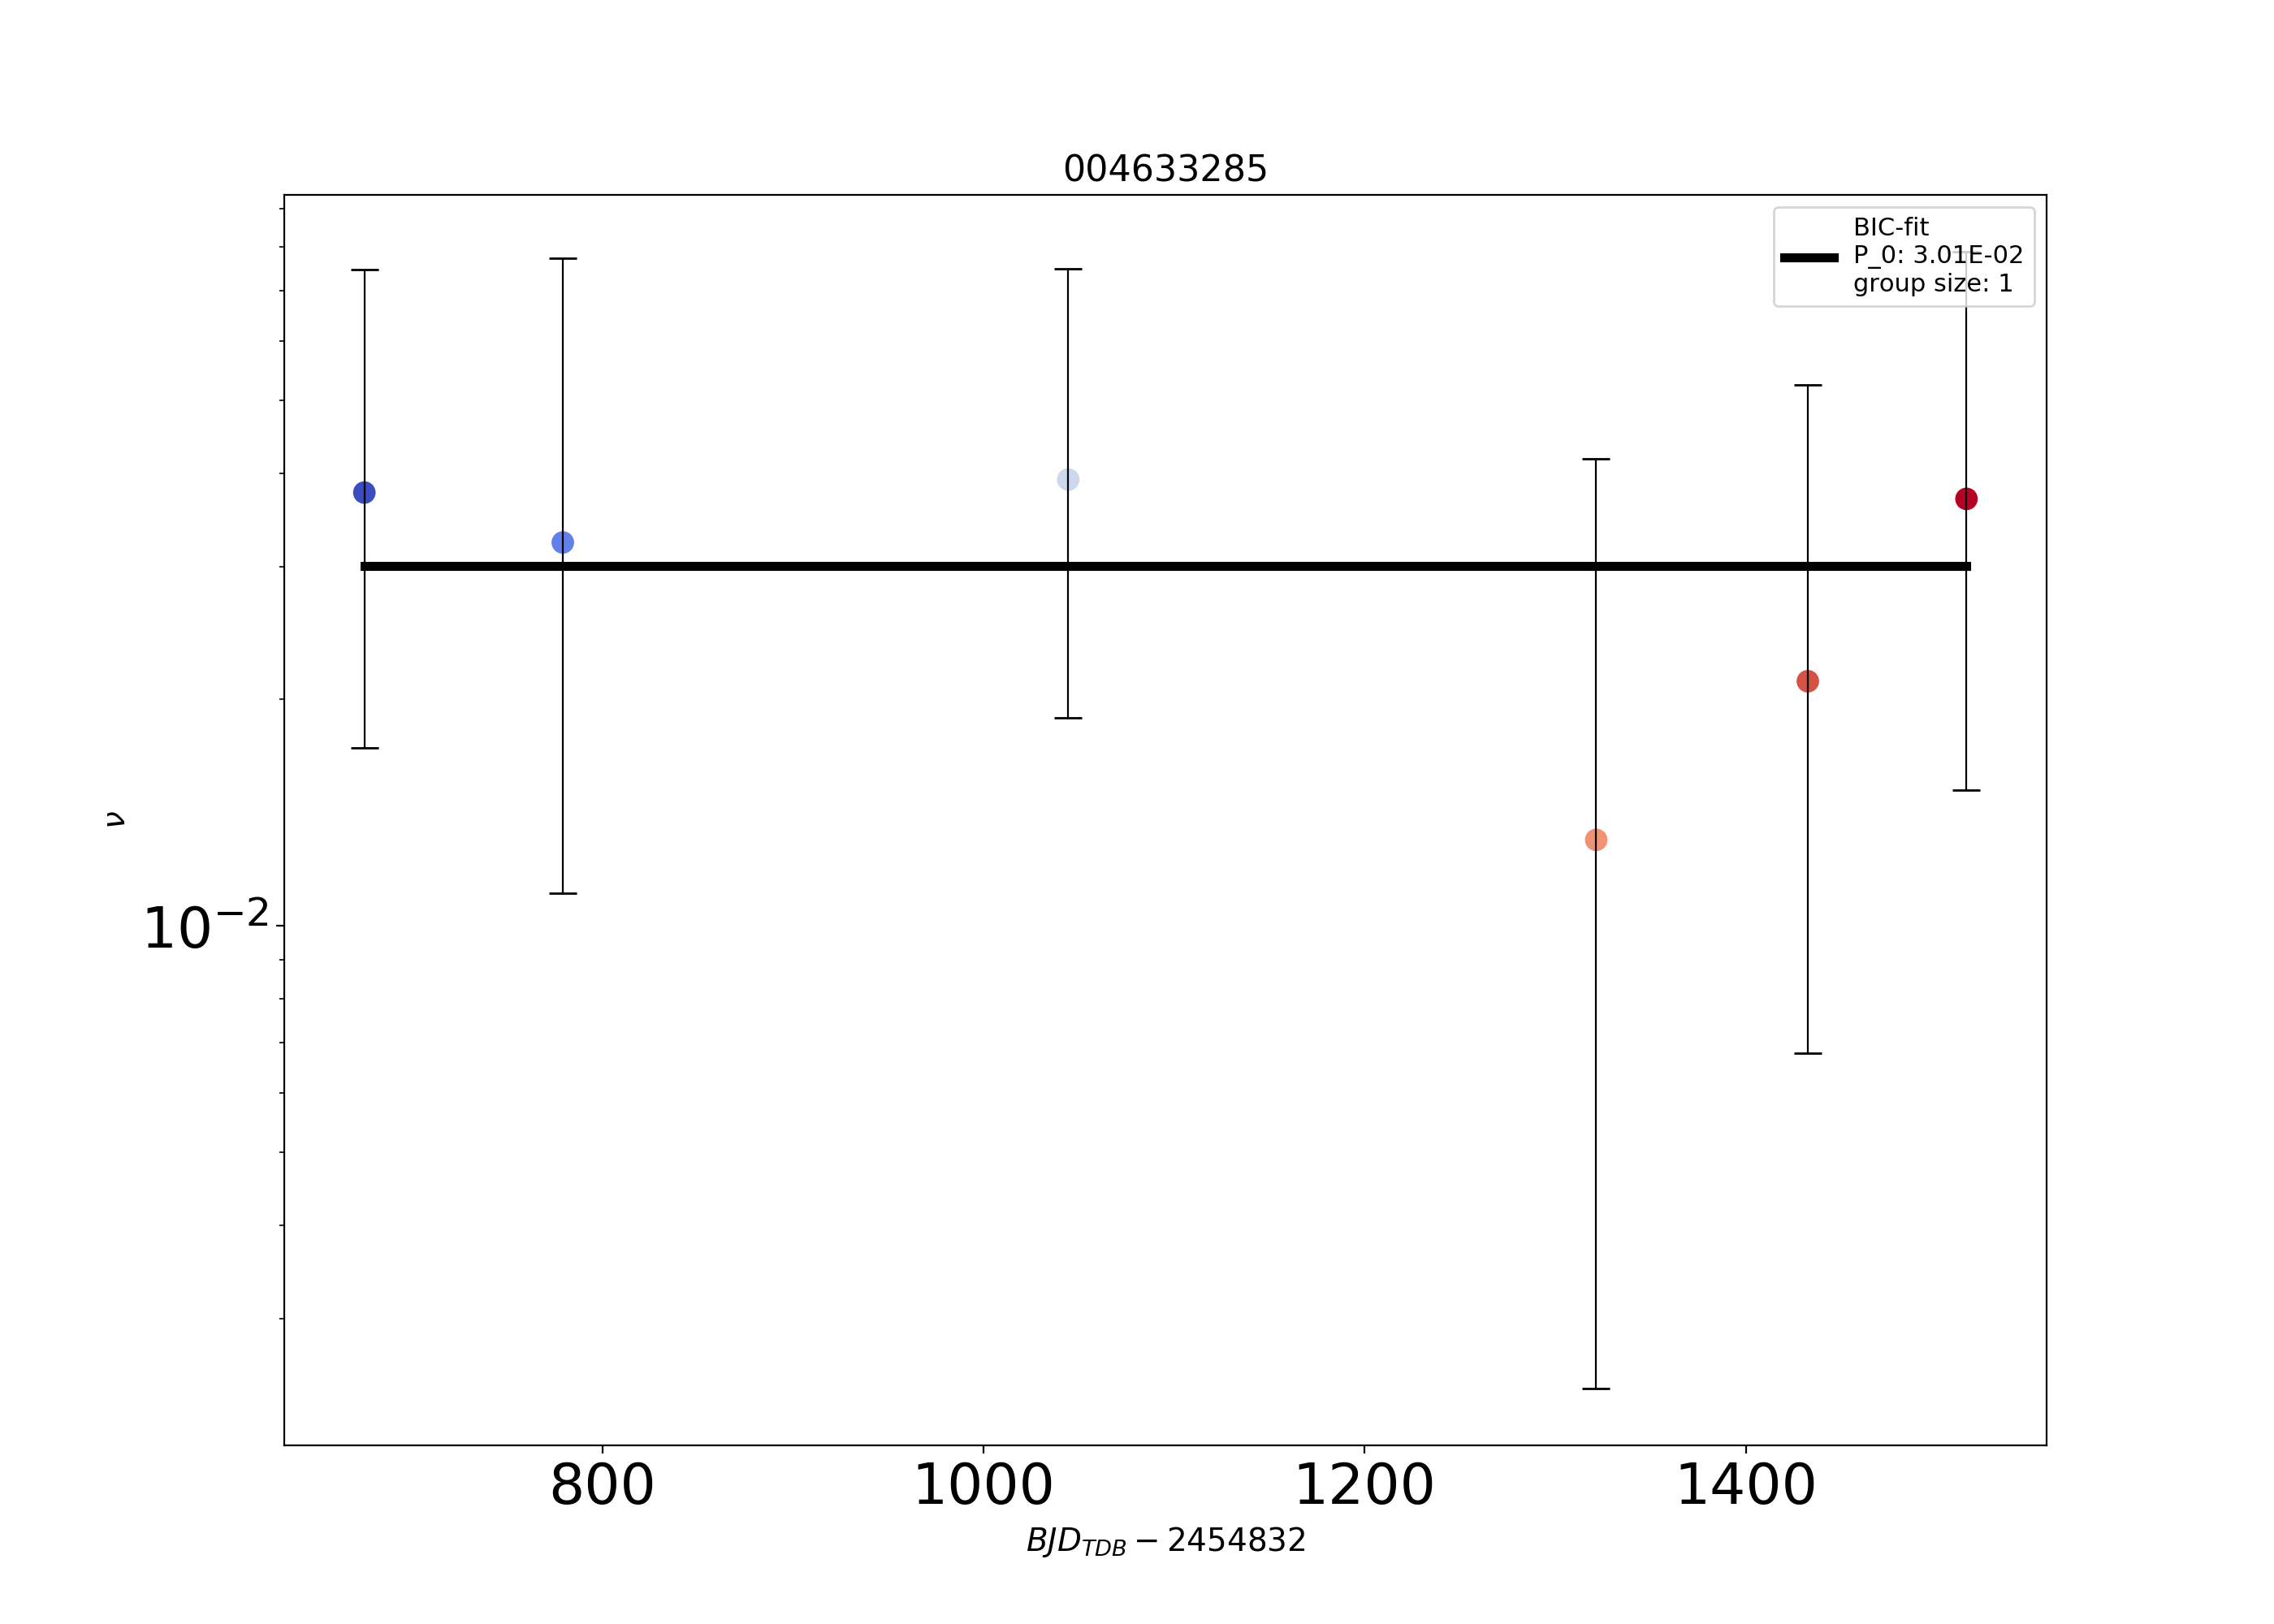 004633285
BIC-fit
P_0: 3.01E-02
group size: 1
ν
10⁻²
800 1000 1200 1400
BJD_TDB − 2454832